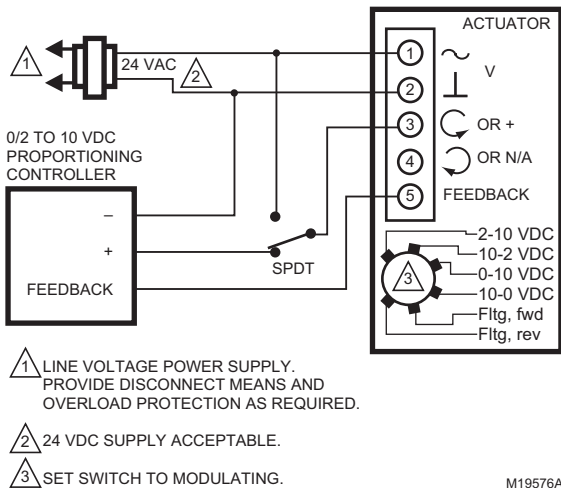 ACTUATOR
1
24 VAC
2
1
V
2
0/2 TO 10 VDC
PROPORTIONING
CONTROLLER
3
OR +
4
OR N/A
5
FEEDBACK
–
+
FEEDBACK
SPDT
3
2-10 VDC
10-2 VDC
0-10 VDC
10-0 VDC
Fltg, fwd
Fltg, rev
1 LINE VOLTAGE POWER SUPPLY.
PROVIDE DISCONNECT MEANS AND
OVERLOAD PROTECTION AS REQUIRED.
2 24 VDC SUPPLY ACCEPTABLE.
3 SET SWITCH TO MODULATING.
M19576A